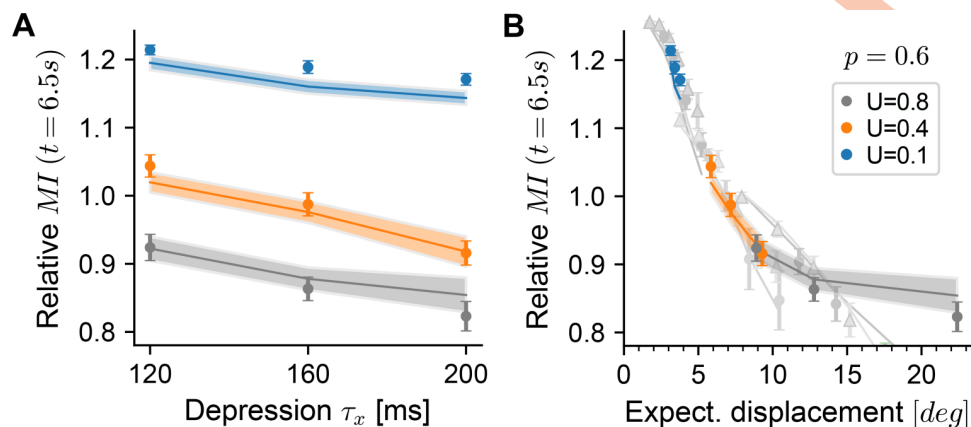 A
B
Relative MI (t = 6.5s)
1.2
1.1
1.0
0.9
0.8
120
160
200
Depression τx [ms]
Relative MI (t = 6.5s)
1.2
1.1
1.0
0.9
0.8
p = 0.6
U=0.8
U=0.4
U=0.1
0
5
10
15
20
Expect. displacement [deg]